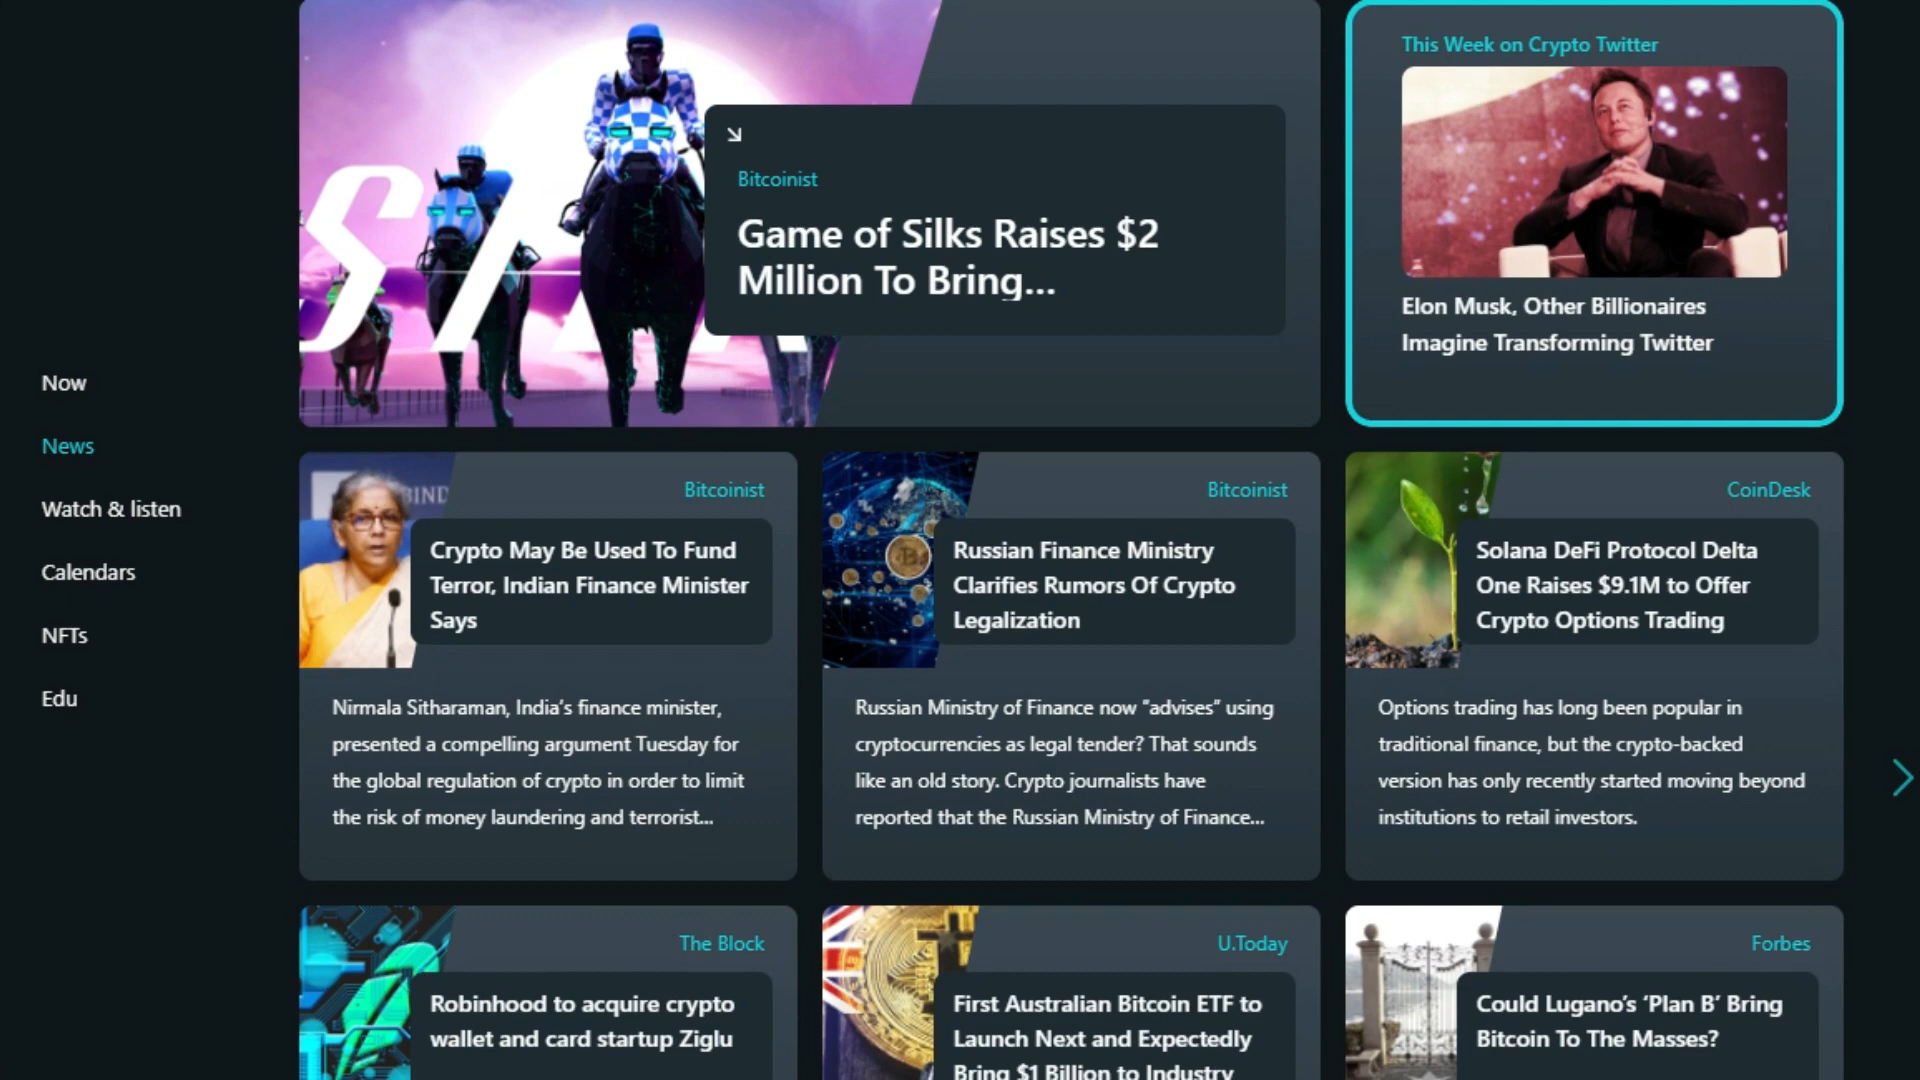 This Week on Crypto Twitter
Bitcoinist
Game of Silks Raises $2
Million To Bring...
Elon Musk, Other Billionaires
Imagine Transforming Twitter
Now
News
Watch & listen
Calendars
NFTs
Edu
Bitcoinist
Crypto May Be Used To Fund
Terror, Indian Finance Minister
Says
Nirmala Sitharaman, India’s finance minister,
presented a compelling argument Tuesday for
the global regulation of crypto in order to limit
the risk of money laundering and terrorist...
Bitcoinist
Russian Finance Ministry
Clarifies Rumors Of Crypto
Legalization
Russian Ministry of Finance now “advises” using
cryptocurrencies as legal tender? That sounds
like an old story. Crypto journalists have
reported that the Russian Ministry of Finance...
CoinDesk
Solana DeFi Protocol Delta
One Raises $9.1M to Offer
Crypto Options Trading
Options trading has long been popular in
traditional finance, but the crypto-backed
version has only recently started moving beyond
institutions to retail investors.
The Block
Robinhood to acquire crypto
wallet and card startup Ziglu
U.Today
First Australian Bitcoin ETF to
Launch Next and Expectedly
Bring $1 Billion to Industry
Forbes
Could Lugano’s ‘Plan B’ Bring
Bitcoin To The Masses?